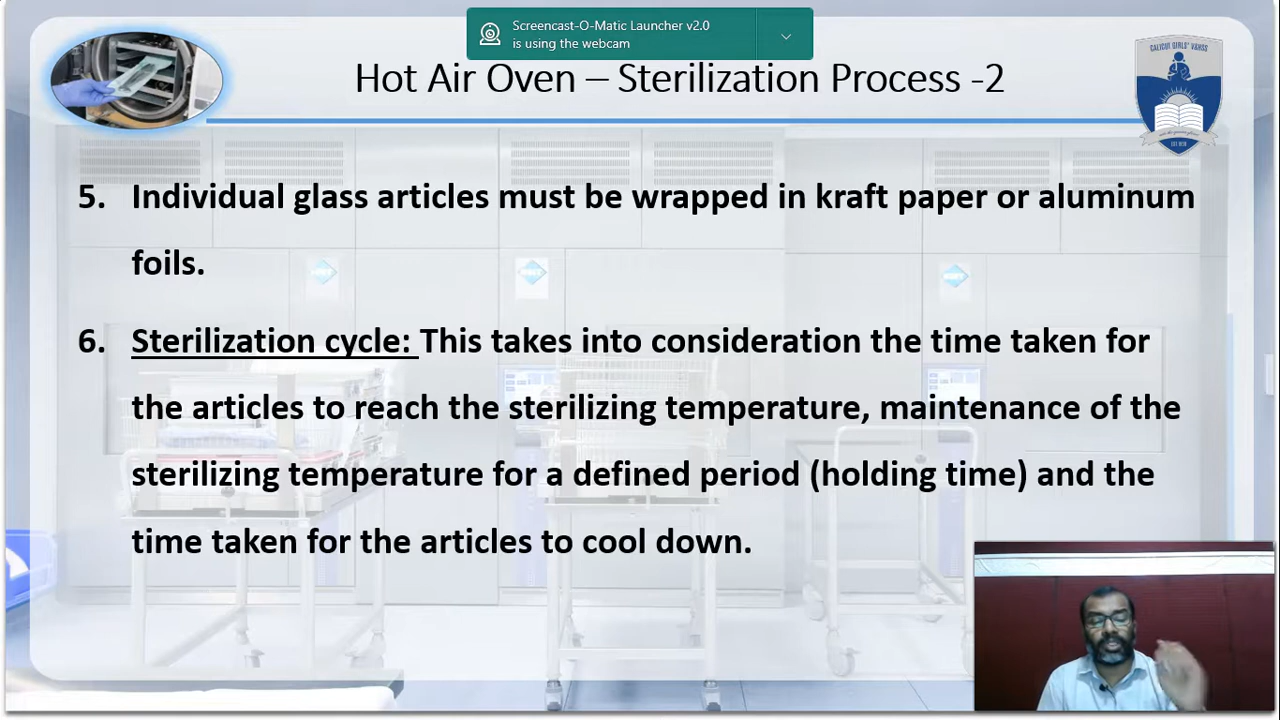 Screencast-O-Matic Launcher v2.0
is using the webcam
Hot Air Oven – Sterilization Process -2
CALICUT GIRLS' VHHSS
5. Individual glass articles must be wrapped in kraft paper or aluminum
foils.
6. Sterilization cycle: This takes into consideration the time taken for
the articles to reach the sterilizing temperature, maintenance of the
sterilizing temperature for a defined period (holding time) and the
time taken for the articles to cool down.